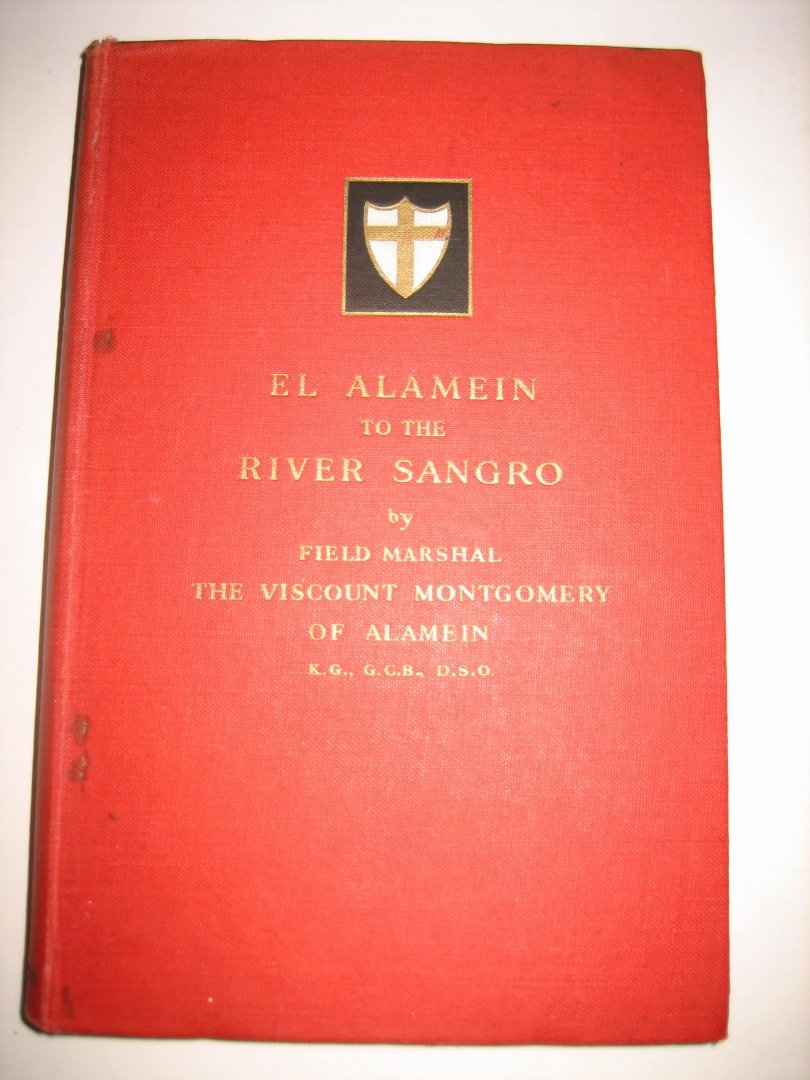 EL ALAMEIN
TO THE
RIVER SANGRO
by
FIELD MARSHAL
THE VISCOUNT MONTGOMERY
OF ALAMEIN
K.G., G.C.B., D.S.O.